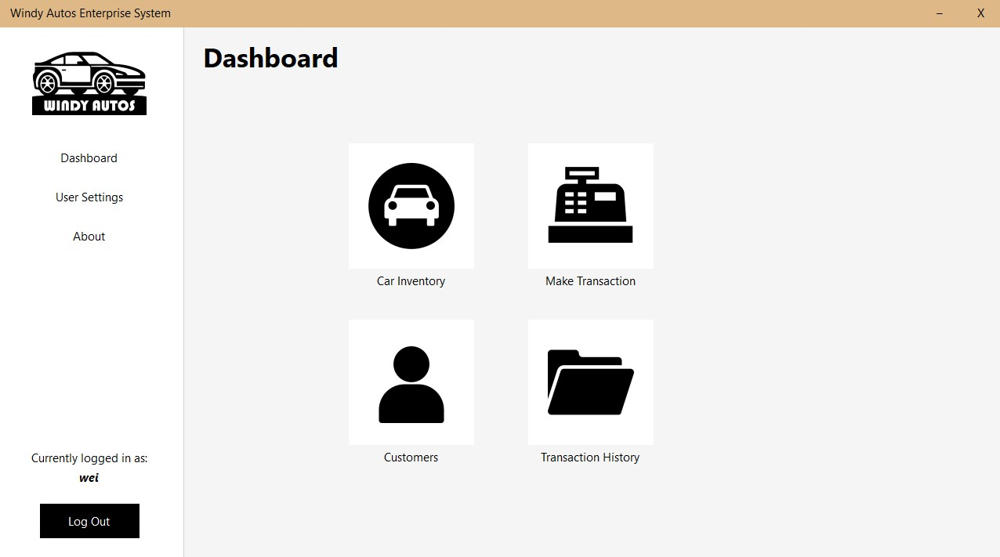 Windy Autos Enterprise System
– X
WINDY AUTOS
Dashboard
User Settings
About
Currently logged in as:
wei
Log Out
Dashboard
Car Inventory
Make Transaction
Customers
Transaction History